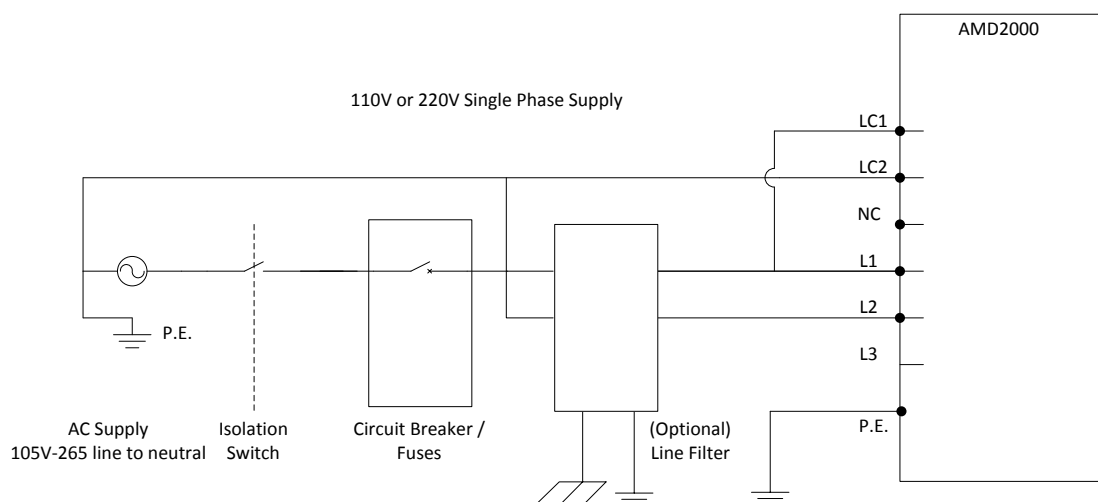 AMD2000
110V or 220V Single Phase Supply
LC1
LC2
NC
L1
L2
P.E.
L3
P.E.
AC Supply
105V-265 line to neutral
Isolation
Switch
Circuit Breaker /
Fuses
(Optional)
Line Filter